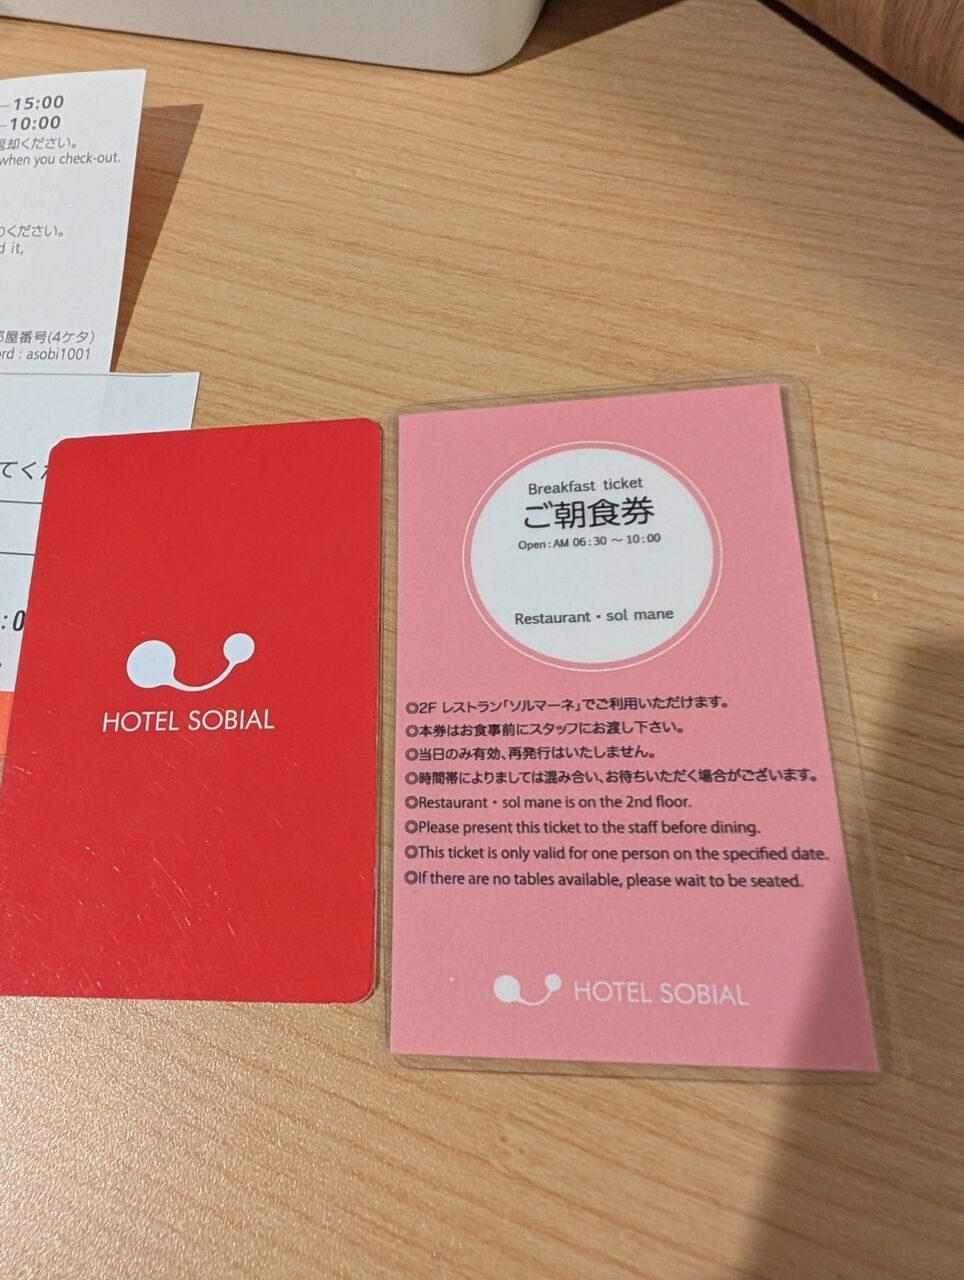 15:00
10:00
返却ください。
when you check-out.
ください。
it,
部屋番号(4ケタ)
: asobi1001
てく
:0
HOTEL SOBIAL
Breakfast ticket
ご朝食券
Open : AM 06 : 30 ～ 10 : 00
Restaurant・sol mane
◎2F レストラン「ソルマーネ」でご利用いただけます。
◎本券はお食事前にスタッフにお渡し下さい。
◎当日のみ有効、再発行はいたしません。
◎時間帯によりましては混み合い、お待ちいただく場合がございます。
◎Restaurant・sol mane is on the 2nd floor.
◎Please present this ticket to the staff before dining.
◎This ticket is only valid for one person on the specified date.
◎If there are no tables available, please wait to be seated.
HOTEL SOBIAL